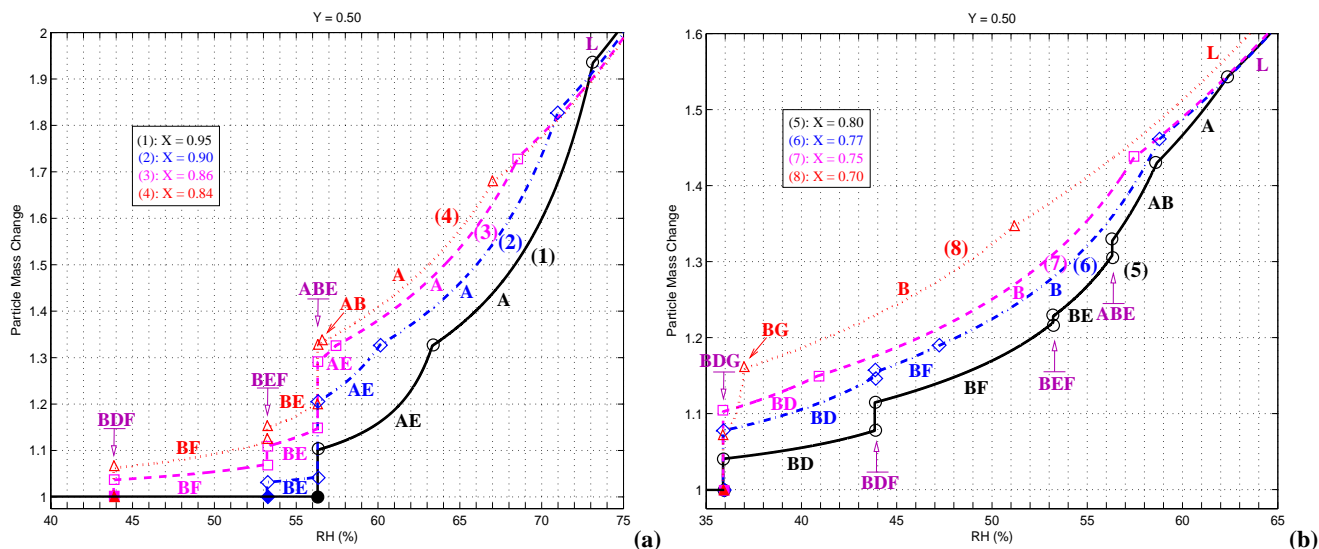 Y = 0.50
2
1.9
1.8
1.7
1.6
1.5
1.4
1.3
1.2
1.1
1
Particle Mass Change
(1): X = 0.95
(2): X = 0.90
(3): X = 0.86
(4): X = 0.84
L
(4)
(3)
(2)
(1)
ABE
AB
A
A
A
A
BEF
BE
AE
AE
AE
BDF
BF
BE
BF
BE
40 45 50 55 60 65 70 75
RH (%)
(a)
Y = 0.50
1.6
1.5
1.4
1.3
1.2
1.1
1
Particle Mass Change
(5): X = 0.80
(6): X = 0.77
(7): X = 0.75
(8): X = 0.70
L
L
A
AB
(8)
(7)
(6)
(5)
B
B
B
ABE
BE
BG
BDG
BF
BF
BEF
BD
BD
BD
BDF
35 40 45 50 55 60 65
RH (%)
(b)